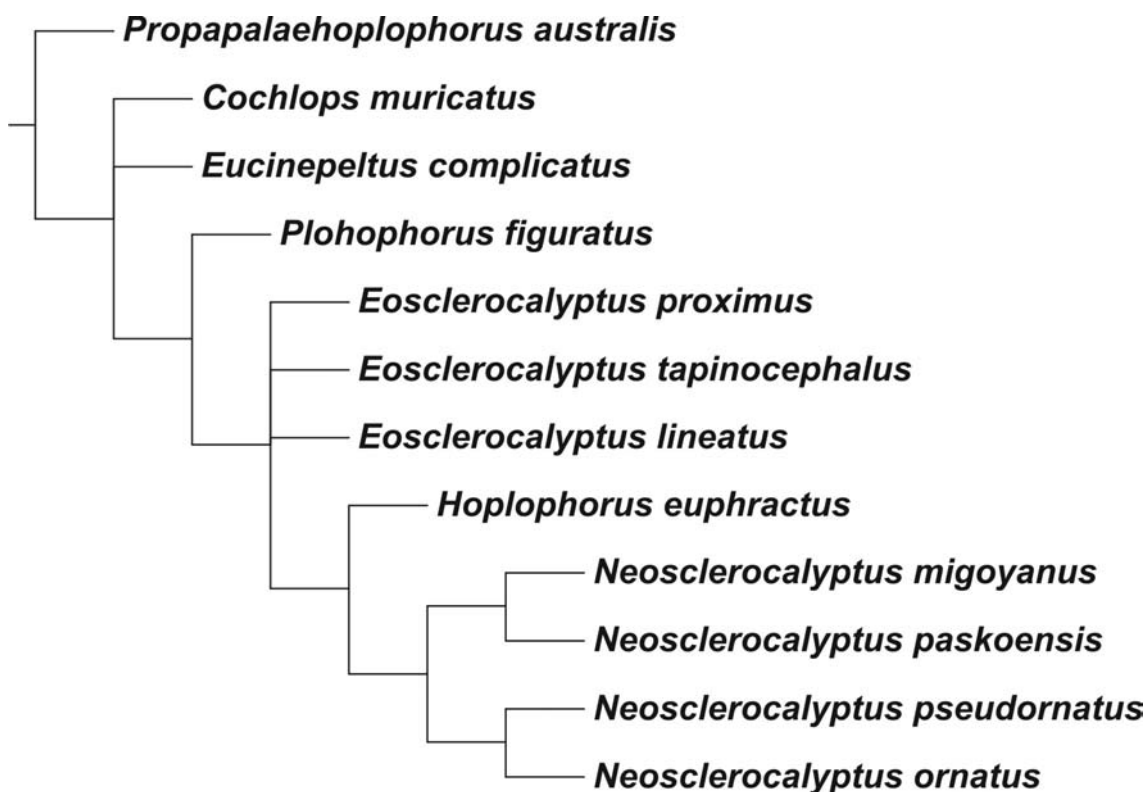 Propapalaehoplophorus australis
Cochlops muricatus
Eucinepeltus complicatus
Plohophorus figuratus
Eosclerocalyptus proximus
Eosclerocalyptus tapinocephalus
Eosclerocalyptus lineatus
Hoplophorus euphractus
Neosclerocalyptus migoyanus
Neosclerocalyptus paskoensis
Neosclerocalyptus pseudornatus
Neosclerocalyptus ornatus